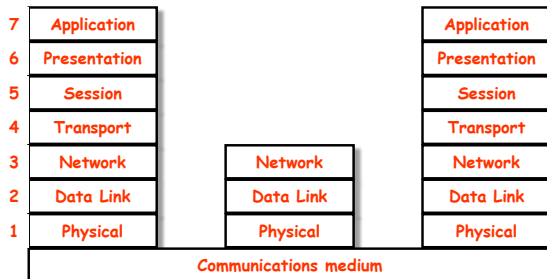 7 Application Application
6 Presentation Presentation
5 Session Session
4 Transport Transport
3 Network Network Network
2 Data Link Data Link Data Link
1 Physical Physical Physical
Communications medium